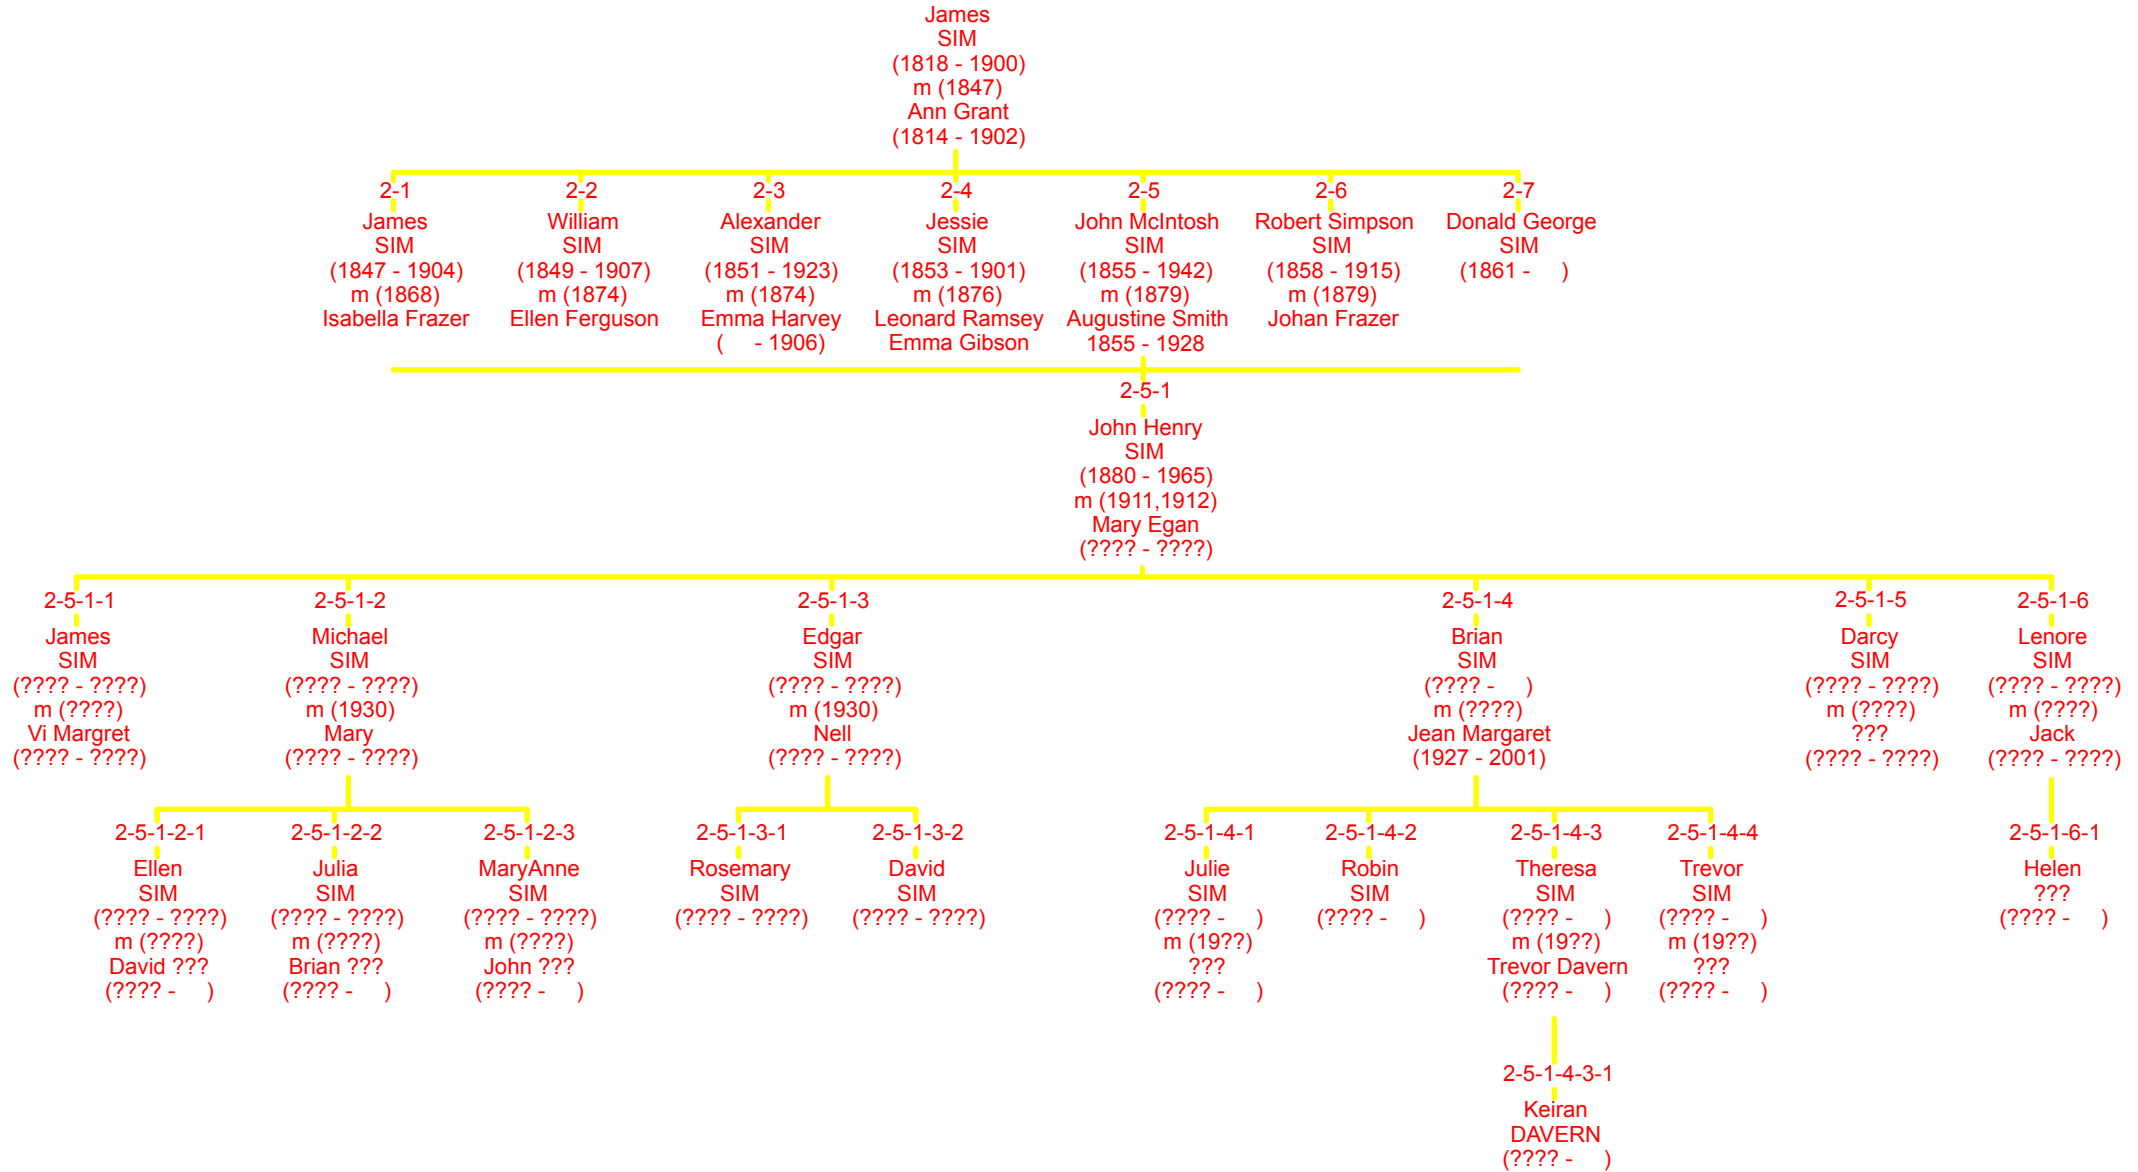 James
SIM
(1818 - 1900)
m (1847)
Ann Grant
(1814 - 1902)
2-1
James
SIM
(1847 - 1904)
m (1868)
Isabella Frazer
2-2
William
SIM
(1849 - 1907)
m (1874)
Ellen Ferguson
2-3
Alexander
SIM
(1851 - 1923)
m (1874)
Emma Harvey
(     - 1906)
2-4
Jessie
SIM
(1853 - 1901)
m (1876)
Leonard Ramsey
Emma Gibson
2-5
John McIntosh
SIM
(1855 - 1942)
m (1879)
Augustine Smith
1855 - 1928
2-6
Robert Simpson
SIM
(1858 - 1915)
m (1879)
Johan Frazer
2-7
Donald George
SIM
(1861 -     )
2-5-1
John Henry
SIM
(1880 - 1965)
m (1911,1912)
Mary Egan
(???? - ????)
2-5-1-1
James
SIM
(???? - ????)
m (????)
Vi Margret
(???? - ????)
2-5-1-2
Michael
SIM
(???? - ????)
m (1930)
Mary
(???? - ????)
2-5-1-3
Edgar
SIM
(???? - ????)
m (1930)
Nell
(???? - ????)
2-5-1-4
Brian
SIM
(???? -     )
m (????)
Jean Margaret
(1927 - 2001)
2-5-1-5
Darcy
SIM
(???? - ????)
m (????)
???
(???? - ????)
2-5-1-6
Lenore
SIM
(???? - ????)
m (????)
Jack
(???? - ????)
2-5-1-2-1
Ellen
SIM
(???? - ????)
m (????)
David ???
(???? -     )
2-5-1-2-2
Julia
SIM
(???? - ????)
m (????)
Brian ???
(???? -     )
2-5-1-2-3
MaryAnne
SIM
(???? - ????)
m (????)
John ???
(???? -     )
2-5-1-3-1
Rosemary
SIM
(???? - ????)
2-5-1-3-2
David
SIM
(???? - ????)
2-5-1-4-1
Julie
SIM
(???? -     )
m (19??)
???
(???? -     )
2-5-1-4-2
Robin
SIM
(???? -     )
2-5-1-4-3
Theresa
SIM
(???? -     )
m (19??)
Trevor Davern
(???? -     )
2-5-1-4-4
Trevor
SIM
(???? -     )
m (19??)
???
(???? -     )
2-5-1-6-1
Helen
???
(???? -     )
2-5-1-4-3-1
Keiran
DAVERN
(???? -     )